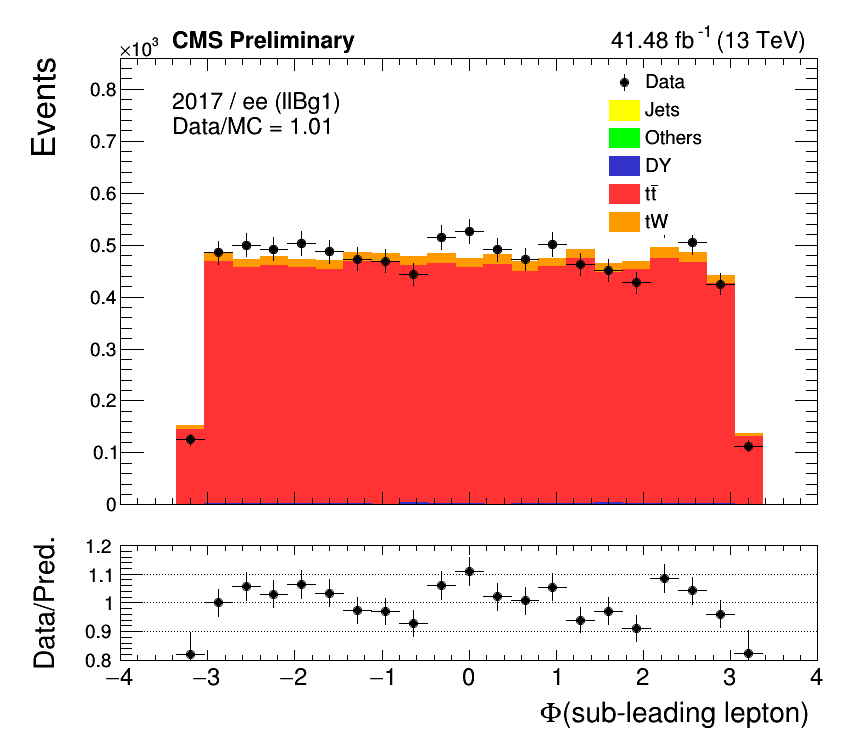 ×10³ CMS Preliminary 41.48 fb⁻¹ (13 TeV)
Events
2017 / ee (llBg1)
Data/MC = 1.01
Data
Jets
Others
DY
tt̄
tW
0.8
0.7
0.6
0.5
0.4
0.3
0.2
0.1
0
Data/Pred.
1.2
1.1
1
0.9
0.8
−4 −3 −2 −1 0 1 2 3 4
Φ(sub-leading lepton)